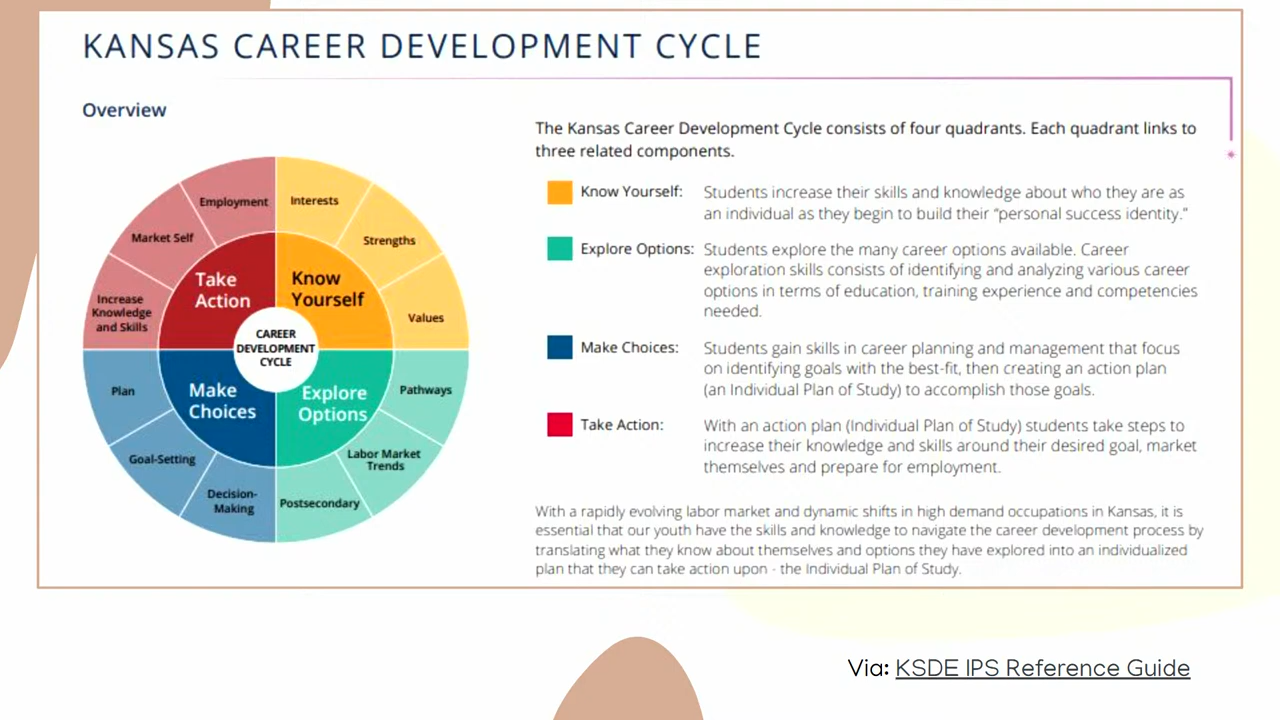 KANSAS CAREER DEVELOPMENT CYCLE
Overview
Employment
Interests
Market Self
Strengths
Take
Action
Know
Yourself
Increase
Knowledge
and Skills
Values
CAREER
DEVELOPMENT
CYCLE
Plan
Make
Choices
Explore
Options
Pathways
Goal-Setting
Labor Market
Trends
Decision-
Making
Postsecondary
The Kansas Career Development Cycle consists of four quadrants. Each quadrant links to
three related components.
Know Yourself: Students increase their skills and knowledge about who they are as
an individual as they begin to build their “personal success identity.”
Explore Options: Students explore the many career options available. Career
exploration skills consists of identifying and analyzing various career
options in terms of education, training experience and competencies
needed.
Make Choices: Students gain skills in career planning and management that focus
on identifying goals with the best-fit, then creating an action plan
(an Individual Plan of Study) to accomplish those goals.
Take Action: With an action plan (Individual Plan of Study) students take steps to
increase their knowledge and skills around their desired goal, market
themselves and prepare for employment.
With a rapidly evolving labor market and dynamic shifts in high demand occupations in Kansas, it is
essential that our youth have the skills and knowledge to navigate the career development process by
translating what they know about themselves and options they have explored into an individualized
plan that they can take action upon - the Individual Plan of Study.
Via: KSDE IPS Reference Guide